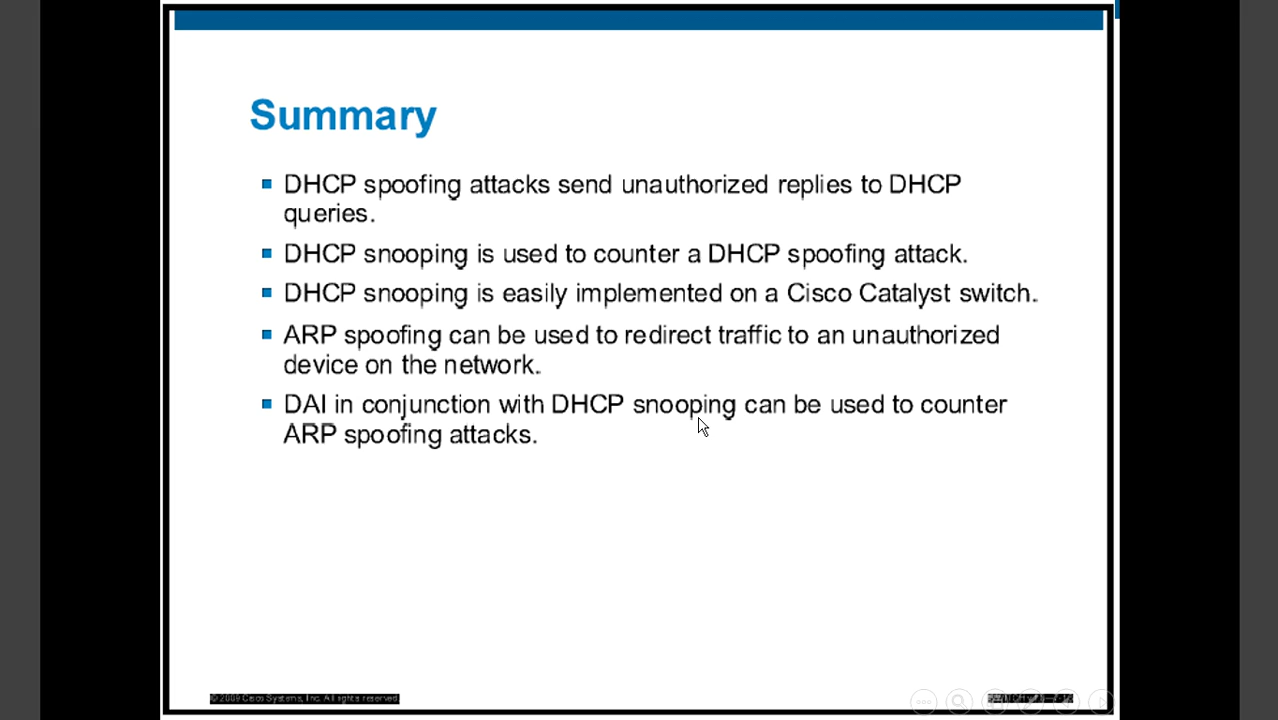 Summary
DHCP spoofing attacks send unauthorized replies to DHCP
queries.
DHCP snooping is used to counter a DHCP spoofing attack.
DHCP snooping is easily implemented on a Cisco Catalyst switch.
ARP spoofing can be used to redirect traffic to an unauthorized
device on the network.
DAI in conjunction with DHCP snooping can be used to counter
ARP spoofing attacks.
© 2009 Cisco Systems, Inc. All rights reserved.